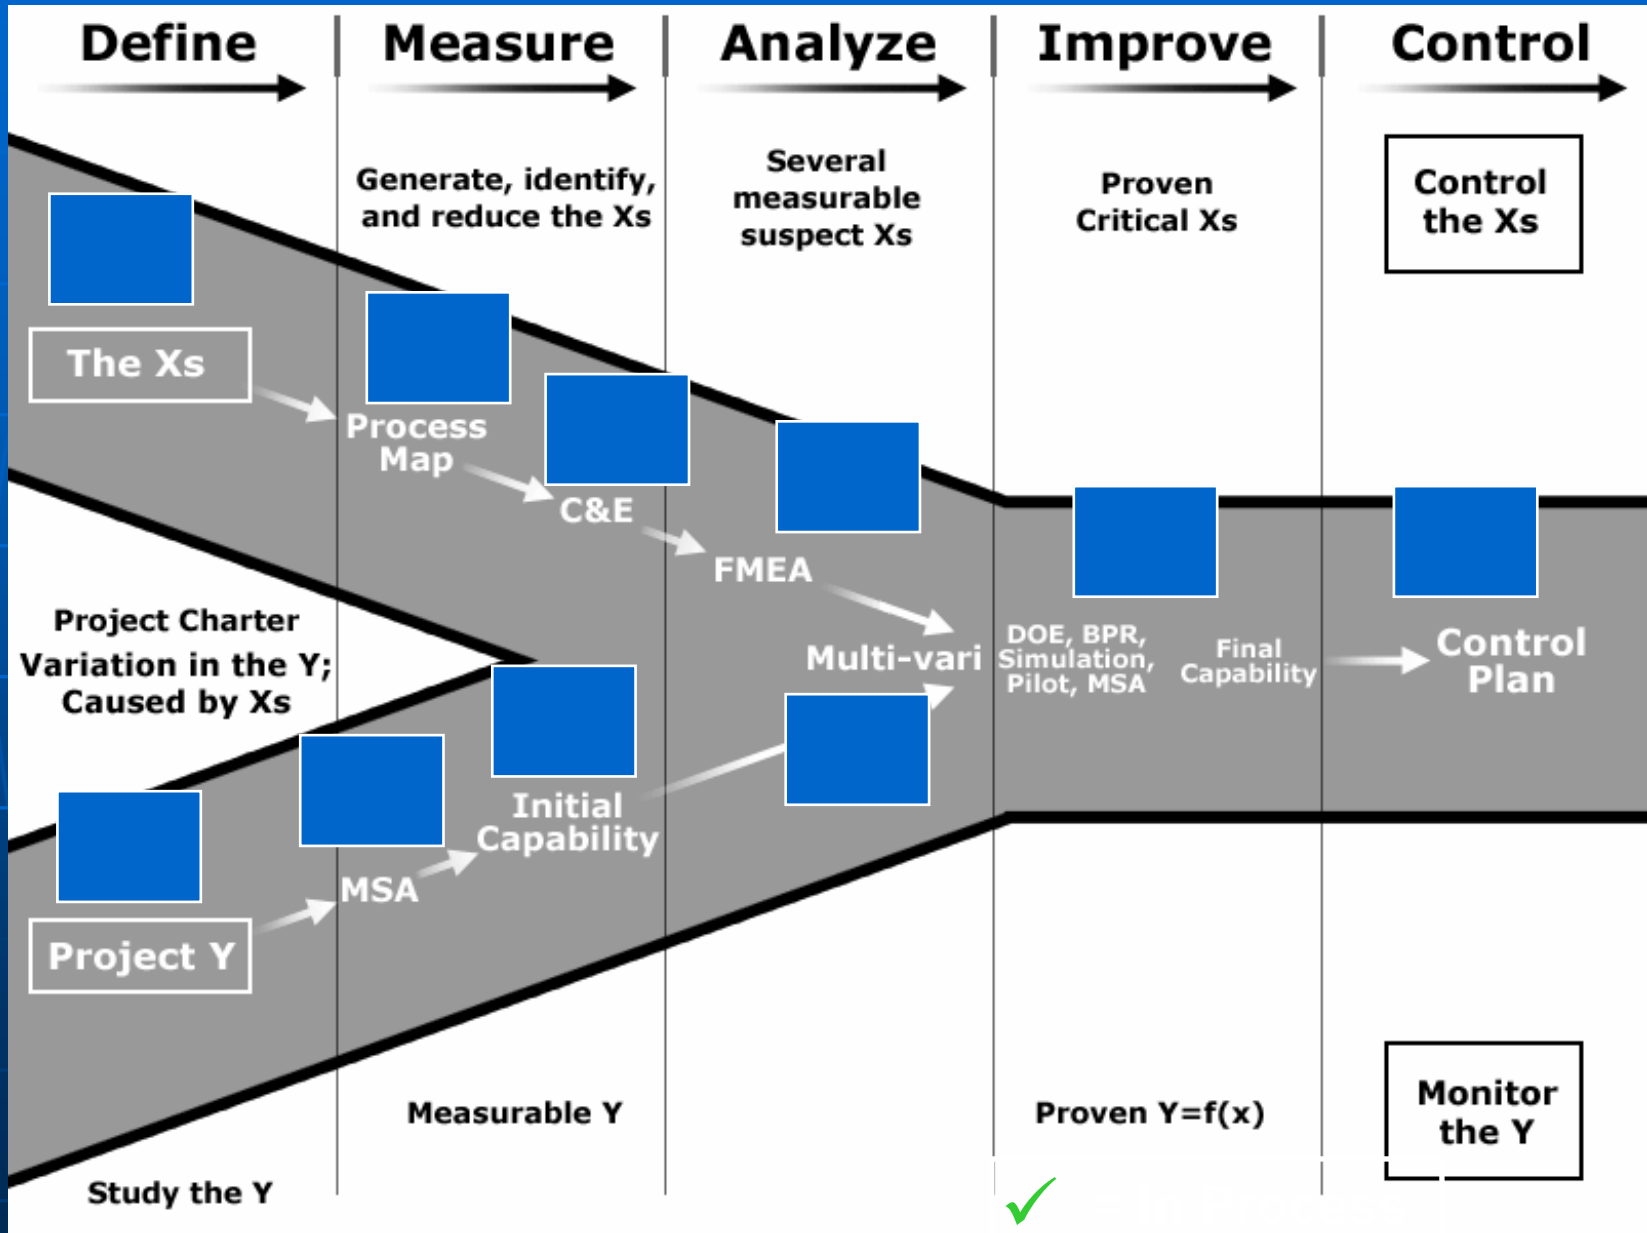 Define
Measure
Analyze
Improve
Control
Generate, identify,
and reduce the Xs
Several
measurable
suspect Xs
Proven
Critical Xs
Control
the Xs
The Xs
Process
Map
C&E
FMEA
Multi-vari
DOE, BPR,
Simulation,
Pilot, MSA
Final
Capability
Control
Plan
Project Charter
Variation in the Y;
Caused by Xs
Initial
Capability
MSA
Project Y
Study the Y
Measurable Y
Proven Y=f(x)
Monitor
the Y